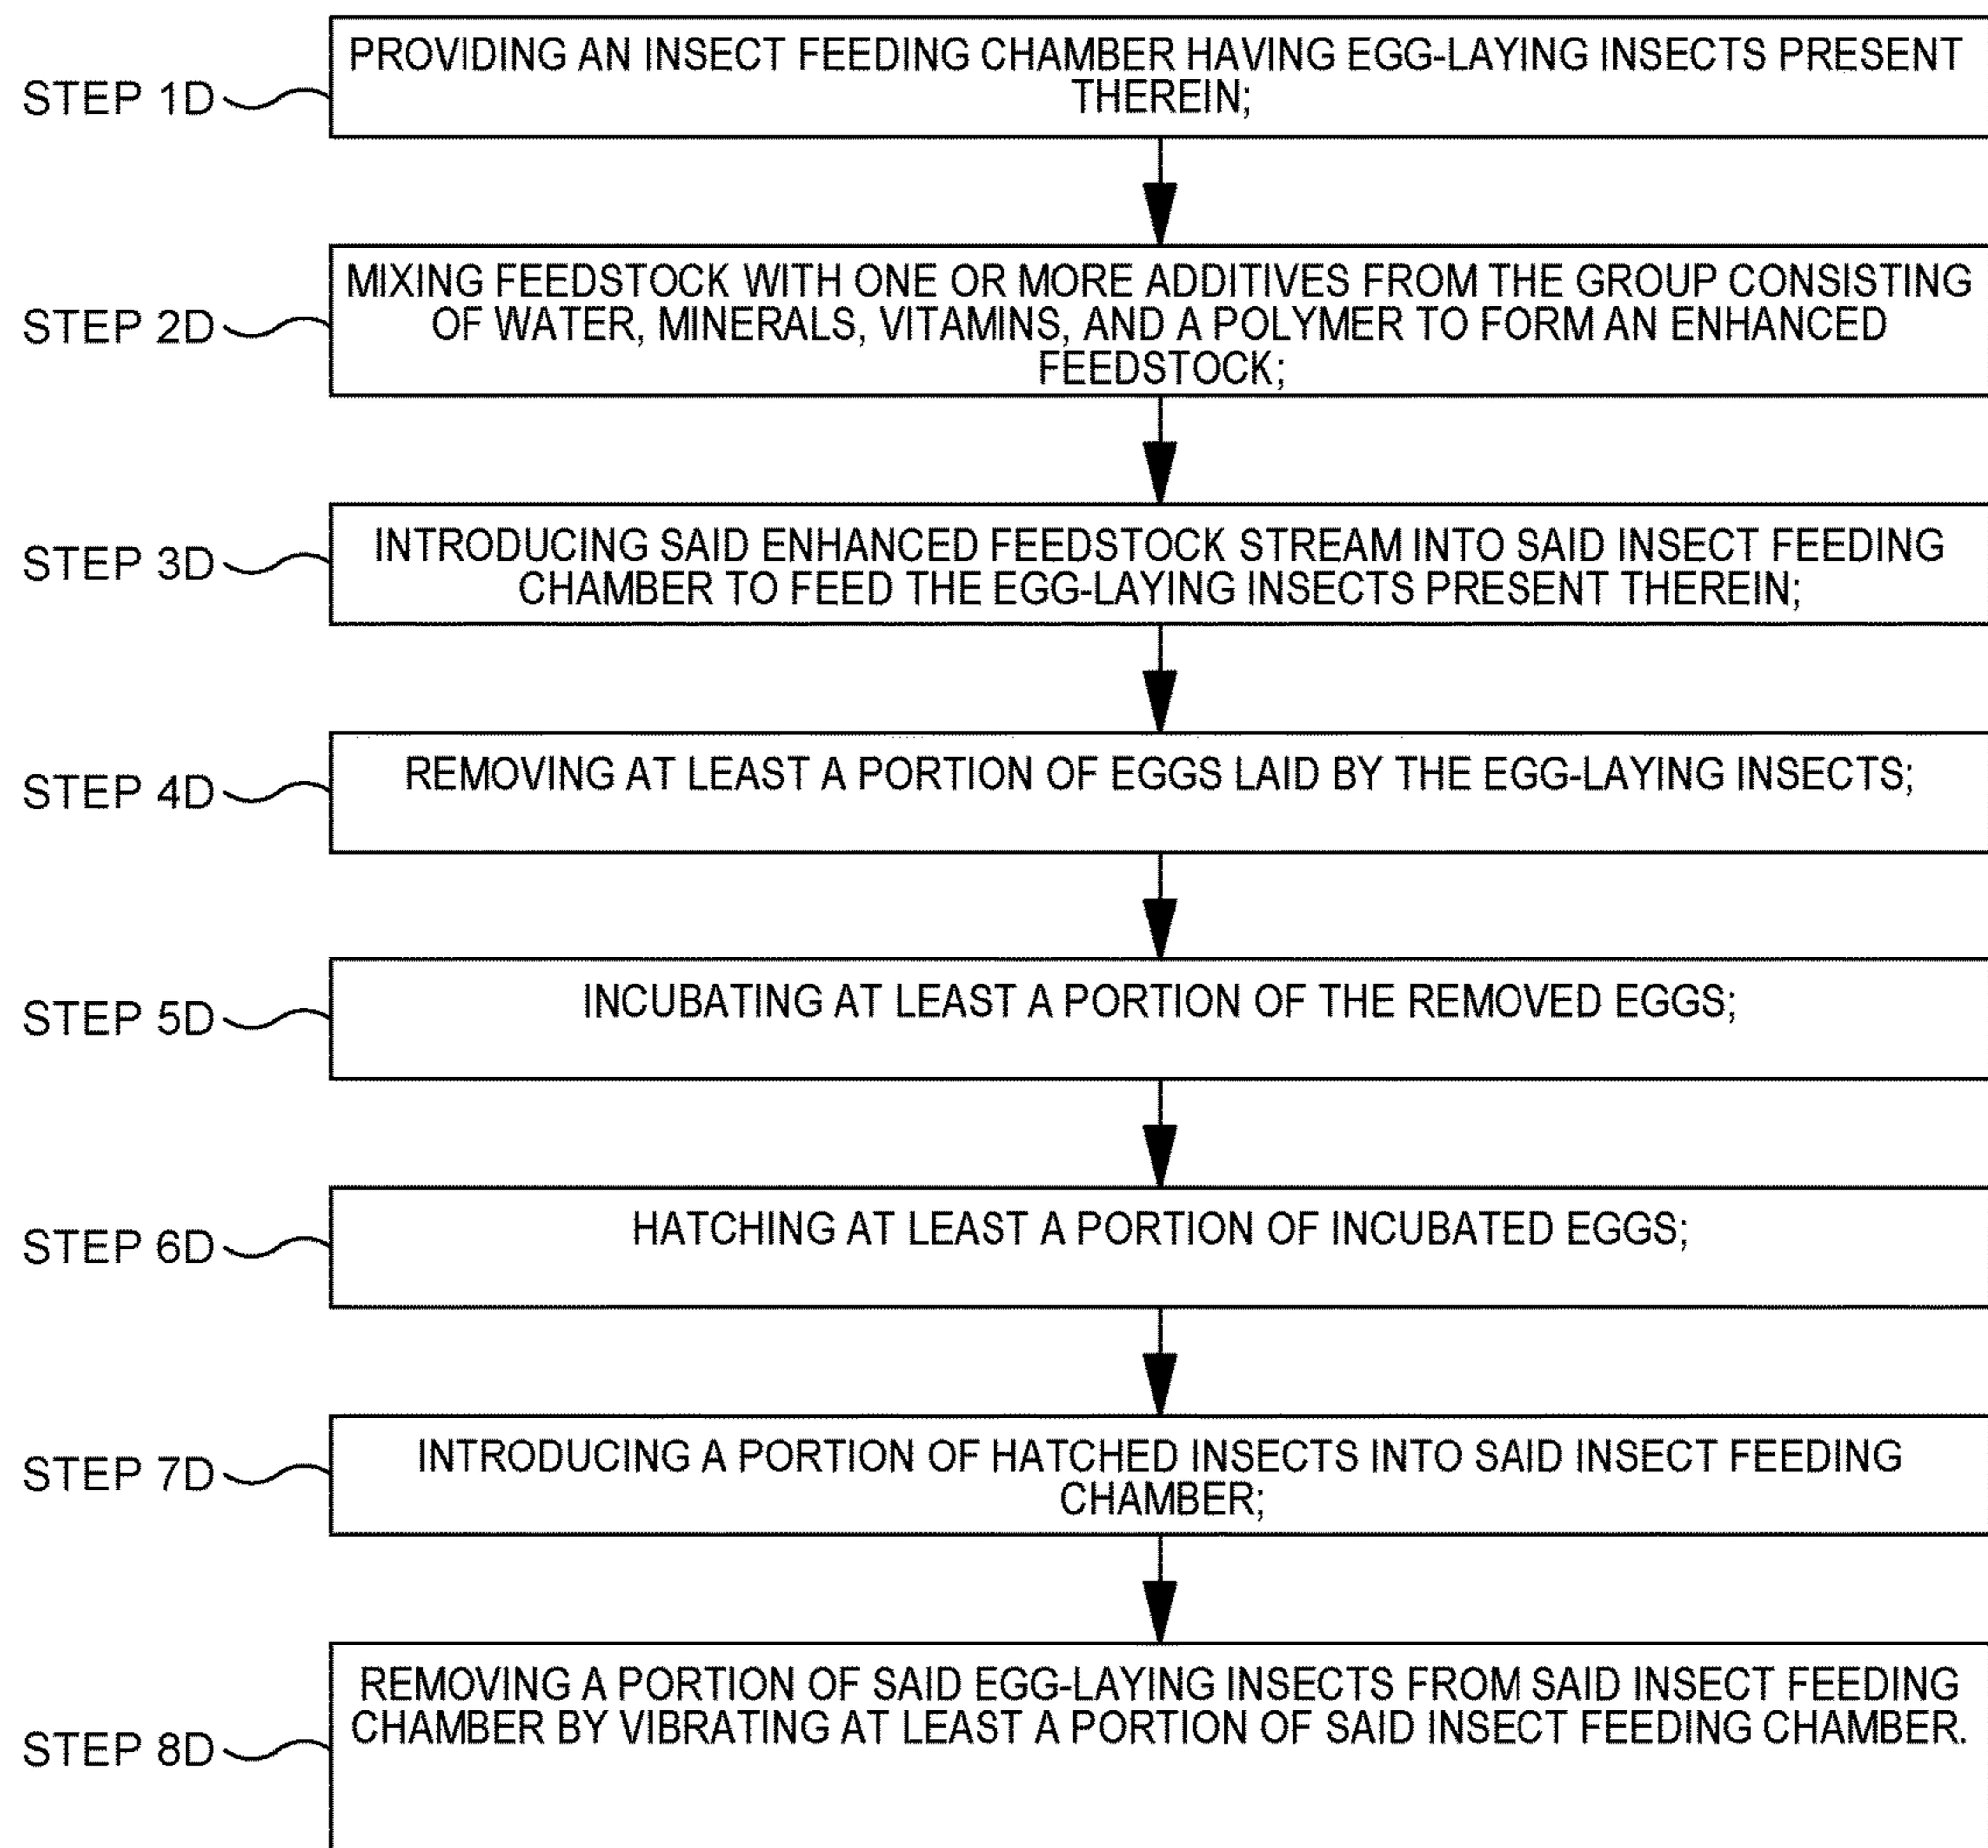 PROVIDING AN INSECT FEEDING CHAMBER HAVING EGG-LAYING INSECTS PRESENT
THEREIN;
STEP 1D
MIXING FEEDSTOCK WITH ONE OR MORE ADDITIVES FROM THE GROUP CONSISTING
OF WATER, MINERALS, VITAMINS, AND A POLYMER TO FORM AN ENHANCED
FEEDSTOCK;
STEP 2D
INTRODUCING SAID ENHANCED FEEDSTOCK STREAM INTO SAID INSECT FEEDING
CHAMBER TO FEED THE EGG-LAYING INSECTS PRESENT THEREIN;
STEP 3D
REMOVING AT LEAST A PORTION OF EGGS LAID BY THE EGG-LAYING INSECTS;
STEP 4D
INCUBATING AT LEAST A PORTION OF THE REMOVED EGGS;
STEP 5D
HATCHING AT LEAST A PORTION OF INCUBATED EGGS;
STEP 6D
INTRODUCING A PORTION OF HATCHED INSECTS INTO SAID INSECT FEEDING
CHAMBER;
STEP 7D
REMOVING A PORTION OF SAID EGG-LAYING INSECTS FROM SAID INSECT FEEDING
CHAMBER BY VIBRATING AT LEAST A PORTION OF SAID INSECT FEEDING CHAMBER.
STEP 8D